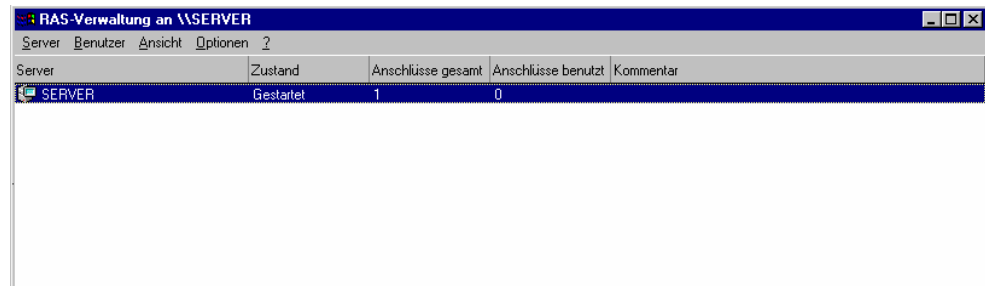 RAS-Verwaltung an \\SERVER
Server Benutzer Ansicht Optionen ?
Server Zustand Anschlüsse gesamt Anschlüsse benutzt Kommentar
SERVER Gestartet 1 0